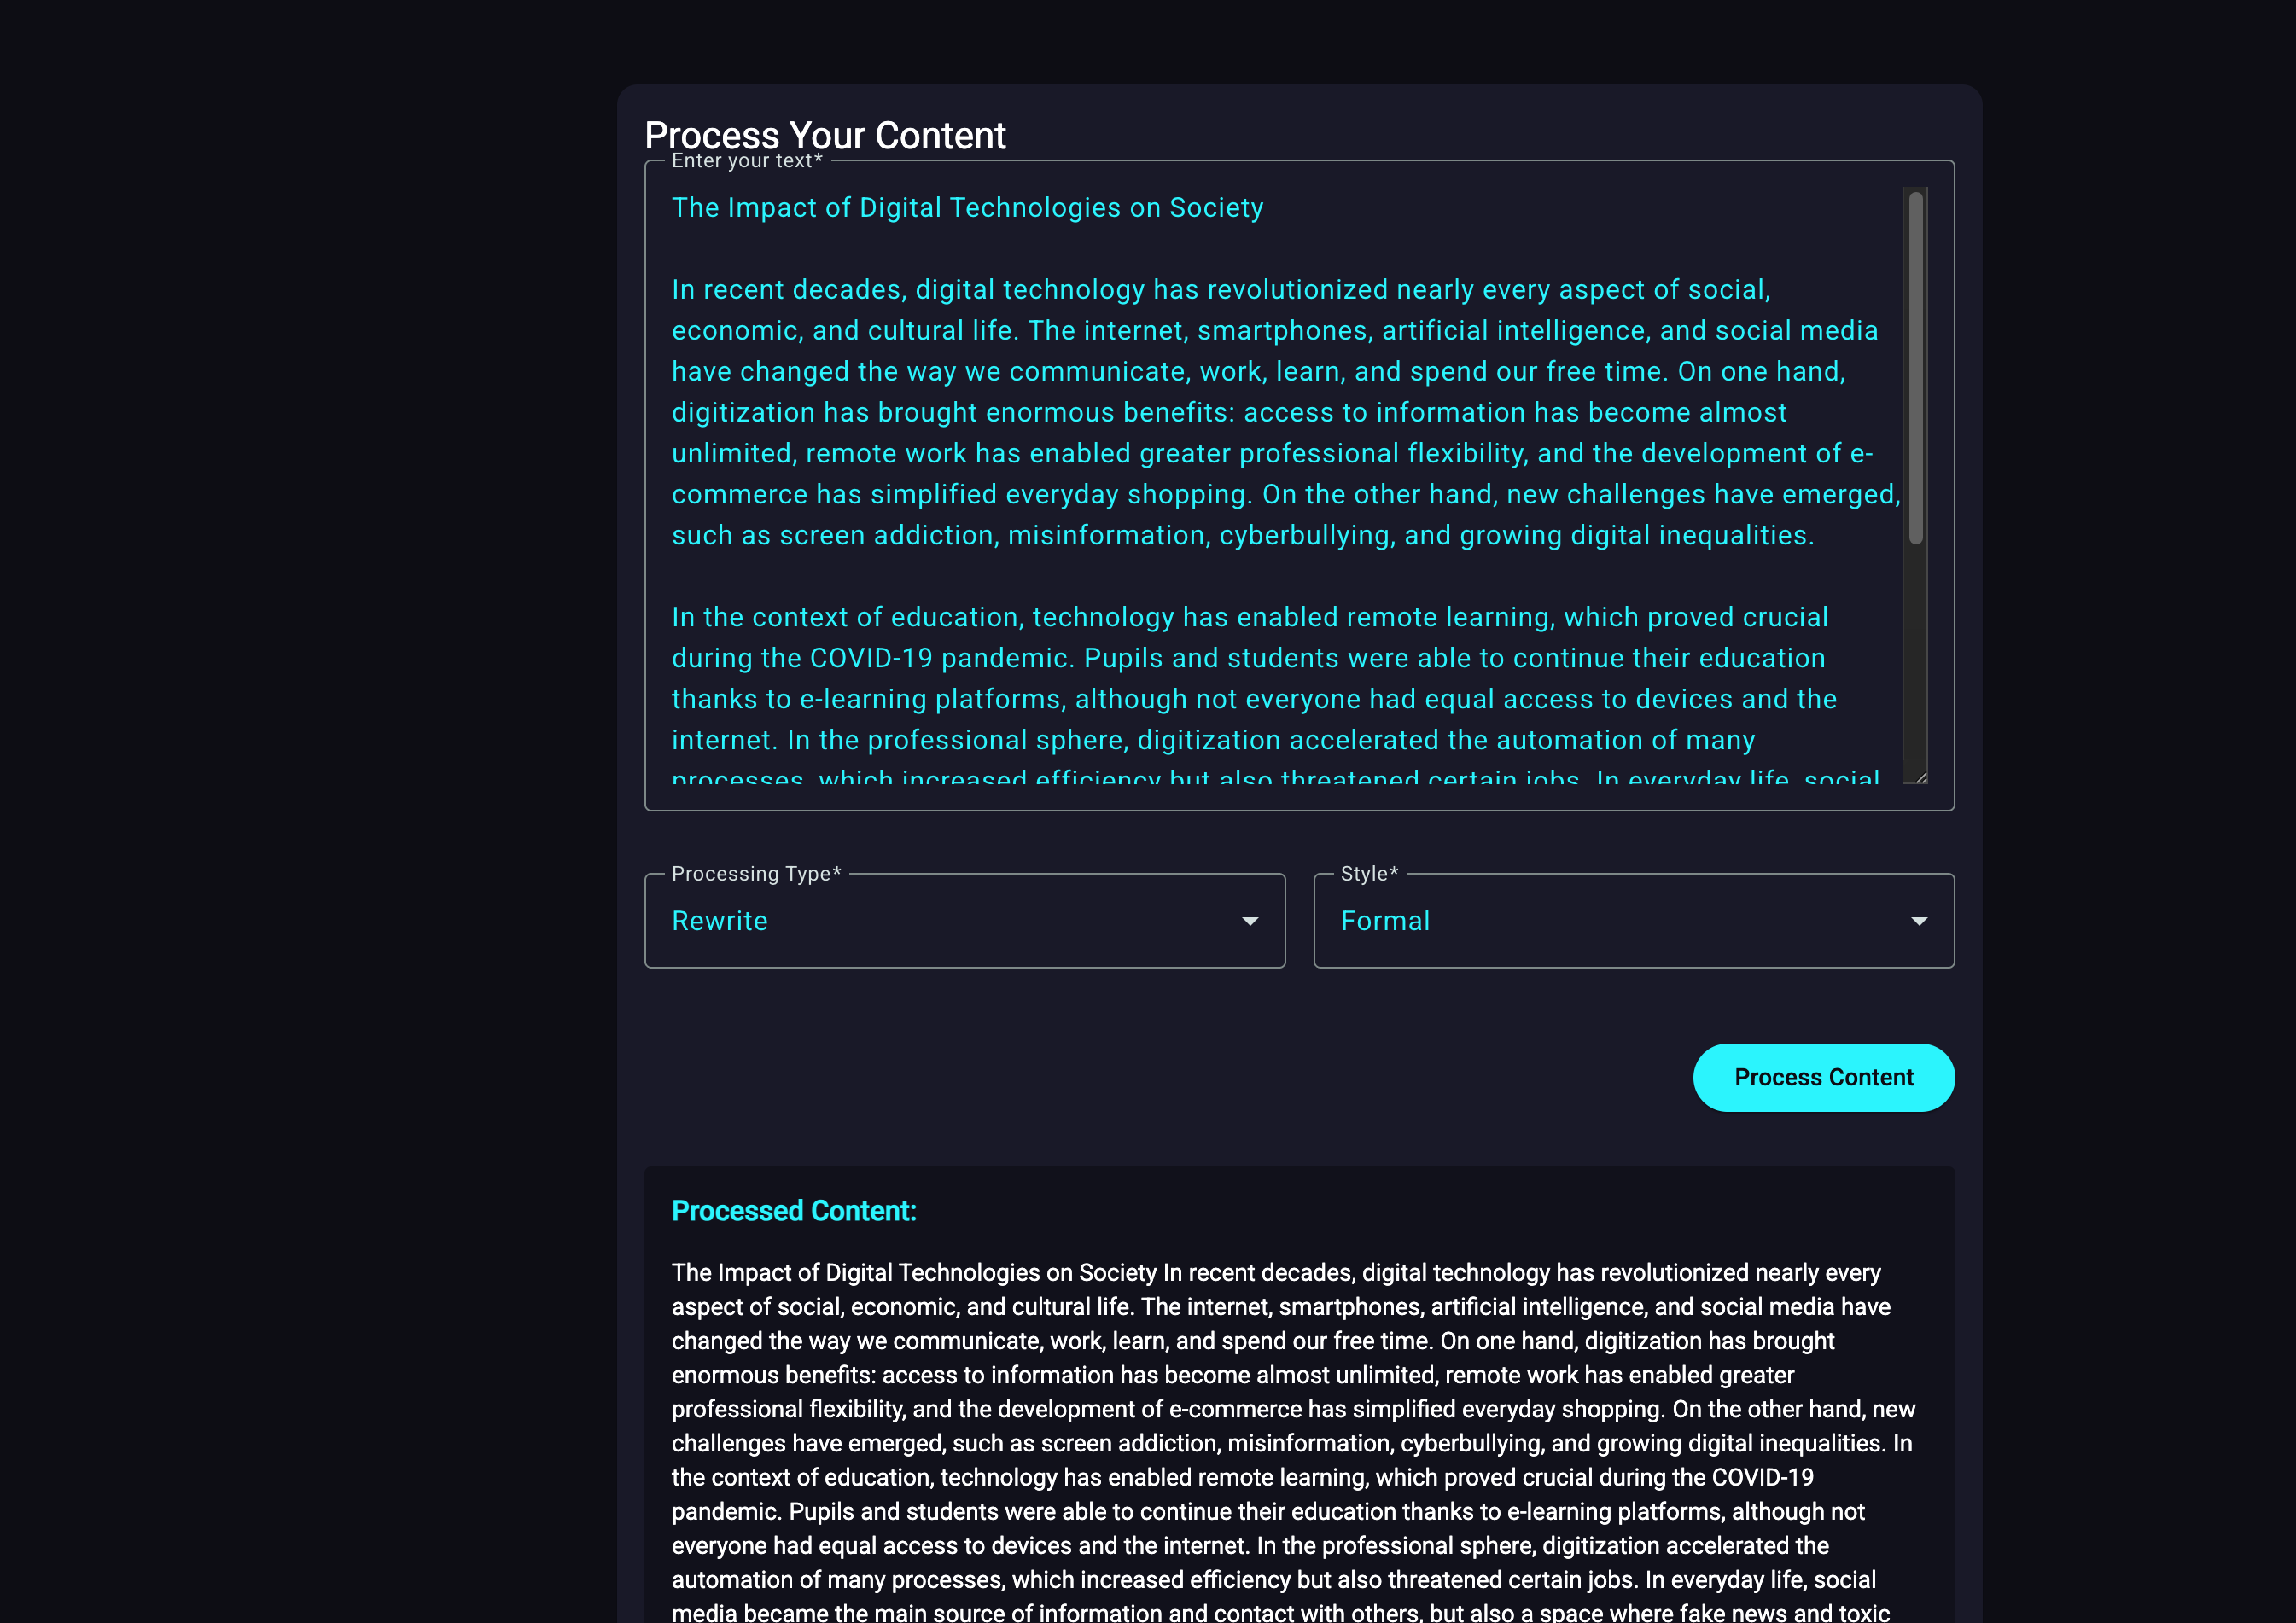 Process Your Content
Enter your text*
The Impact of Digital Technologies on Society
In recent decades, digital technology has revolutionized nearly every aspect of social,
economic, and cultural life. The internet, smartphones, artificial intelligence, and social media
have changed the way we communicate, work, learn, and spend our free time. On one hand,
digitization has brought enormous benefits: access to information has become almost
unlimited, remote work has enabled greater professional flexibility, and the development of e-
commerce has simplified everyday shopping. On the other hand, new challenges have emerged,
such as screen addiction, misinformation, cyberbullying, and growing digital inequalities.
In the context of education, technology has enabled remote learning, which proved crucial
during the COVID-19 pandemic. Pupils and students were able to continue their education
thanks to e-learning platforms, although not everyone had equal access to devices and the
internet. In the professional sphere, digitization accelerated the automation of many
processes, which increased efficiency but also threatened certain jobs. In everyday life, social
Processing Type*
Rewrite
Style*
Formal
Process Content
Processed Content:
The Impact of Digital Technologies on Society In recent decades, digital technology has revolutionized nearly every
aspect of social, economic, and cultural life. The internet, smartphones, artificial intelligence, and social media have
changed the way we communicate, work, learn, and spend our free time. On one hand, digitization has brought
enormous benefits: access to information has become almost unlimited, remote work has enabled greater
professional flexibility, and the development of e-commerce has simplified everyday shopping. On the other hand, new
challenges have emerged, such as screen addiction, misinformation, cyberbullying, and growing digital inequalities. In
the context of education, technology has enabled remote learning, which proved crucial during the COVID-19
pandemic. Pupils and students were able to continue their education thanks to e-learning platforms, although not
everyone had equal access to devices and the internet. In the professional sphere, digitization accelerated the
automation of many processes, which increased efficiency but also threatened certain jobs. In everyday life, social
media became the main source of information and contact with others, but also a space where fake news and toxic